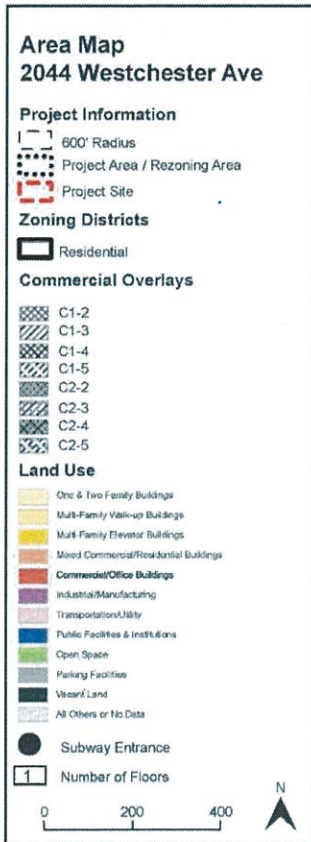 Area Map
2044 Westchester Ave
Project Information
600' Radius
Project Area / Rezoning Area
Project Site
Zoning Districts
Residential
Commercial Overlays
C1-2
C1-3
C1-4
C1-5
C2-2
C2-3
C2-4
C2-5
Land Use
One & Two Family Buildings
Multi-Family Walk-up Buildings
Multi-Family Elevator Buildings
Mixed Commercial/Residential Buildings
Commercial/Office Buildings
Industrial/Manufacturing
Transportation/Utility
Public Facilities & Institutions
Open Space
Parking Facilities
Vacant Land
All Others or No Data
Subway Entrance
1 Number of Floors
N
0 200 400